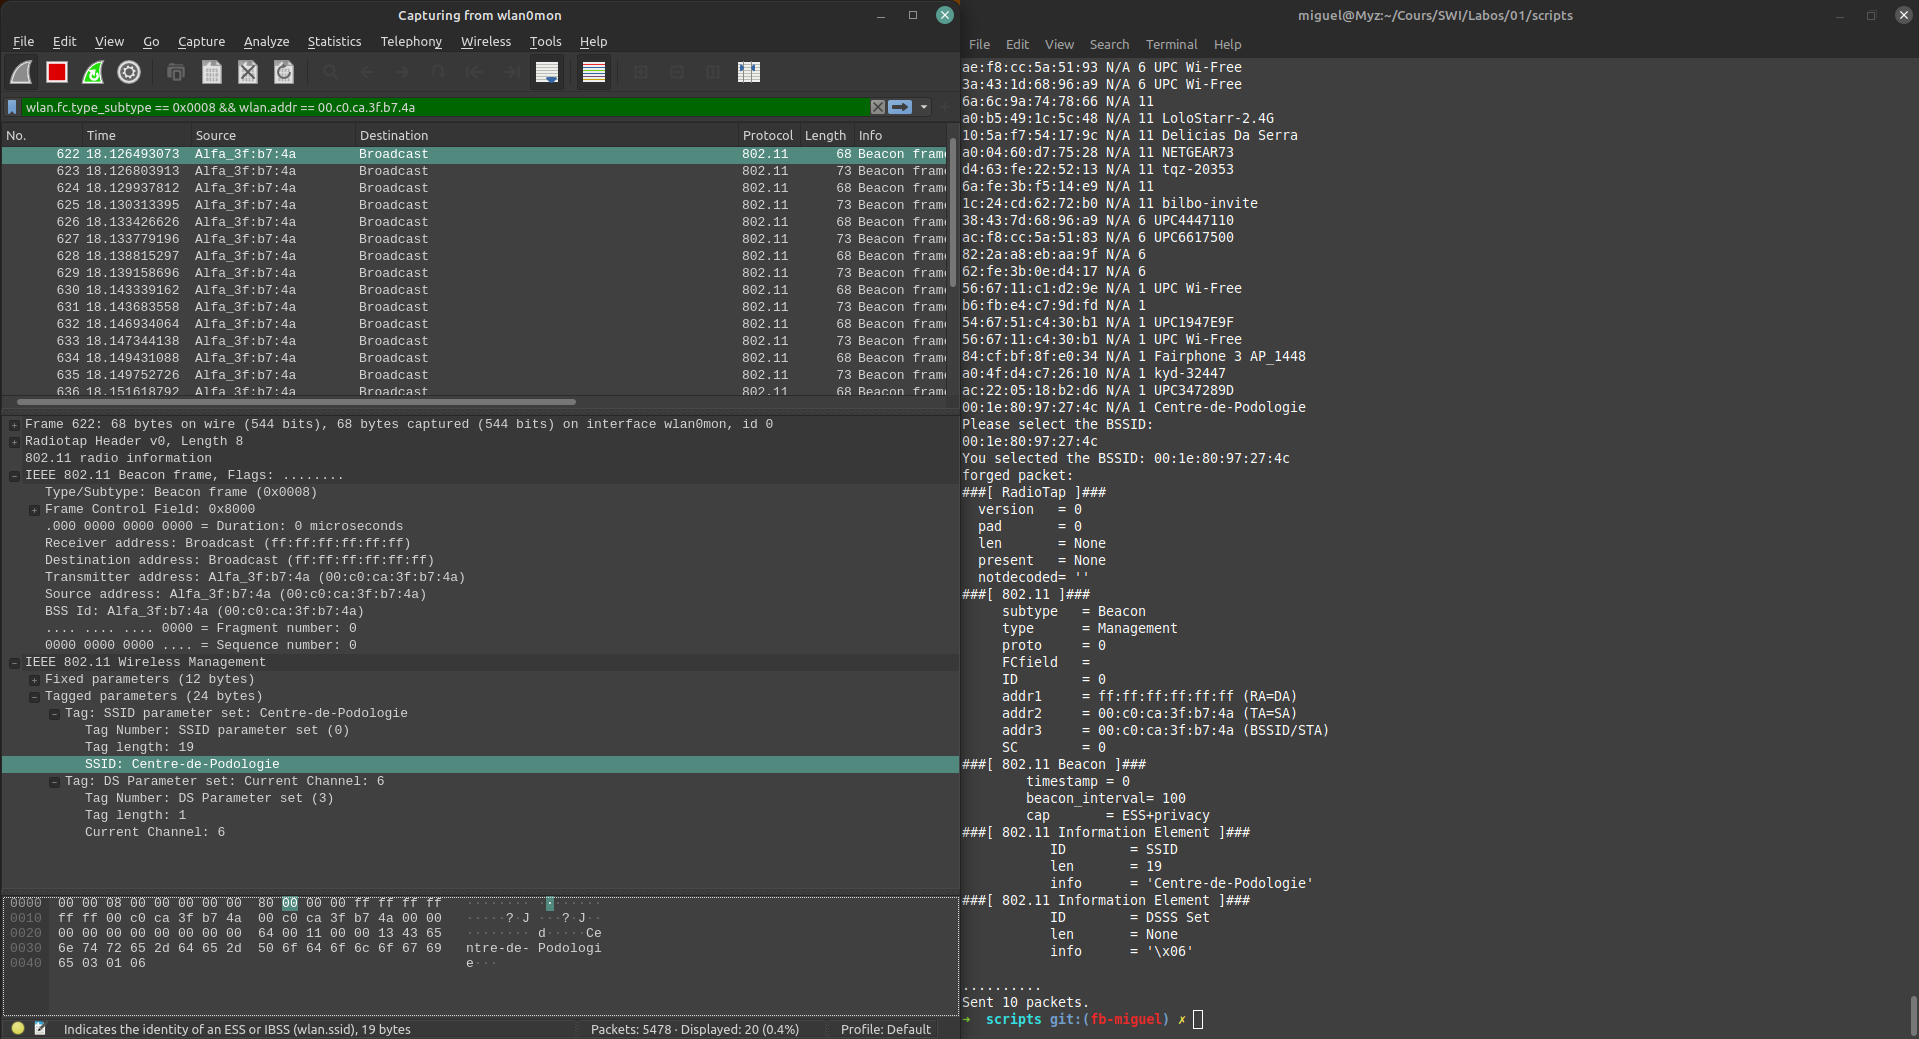 Capturing from wlan0mon
File Edit View Go Capture Analyze Statistics Telephony Wireless Tools Help
wlan.fc.type_subtype == 0x0008 && wlan.addr == 00.c0.ca.3f.b7.4a
No. Time Source Destination Protocol Length Info
622 18.126493073 Alfa_3f:b7:4a Broadcast 802.11 68 Beacon fram
623 18.126803913 Alfa_3f:b7:4a Broadcast 802.11 73 Beacon fram
624 18.129937812 Alfa_3f:b7:4a Broadcast 802.11 68 Beacon fram
625 18.130313395 Alfa_3f:b7:4a Broadcast 802.11 73 Beacon fram
626 18.133426626 Alfa_3f:b7:4a Broadcast 802.11 68 Beacon fram
627 18.133779196 Alfa_3f:b7:4a Broadcast 802.11 73 Beacon fram
628 18.138815297 Alfa_3f:b7:4a Broadcast 802.11 68 Beacon fram
629 18.139158696 Alfa_3f:b7:4a Broadcast 802.11 73 Beacon fram
630 18.143339162 Alfa_3f:b7:4a Broadcast 802.11 68 Beacon fram
631 18.143683558 Alfa_3f:b7:4a Broadcast 802.11 73 Beacon fram
632 18.146934064 Alfa_3f:b7:4a Broadcast 802.11 68 Beacon fram
633 18.147344138 Alfa_3f:b7:4a Broadcast 802.11 73 Beacon fram
634 18.149431088 Alfa_3f:b7:4a Broadcast 802.11 68 Beacon fram
635 18.149752726 Alfa_3f:b7:4a Broadcast 802.11 73 Beacon fram
636 18.151618792 Alfa_3f:b7:4a Broadcast 802.11 68 Beacon fram
Frame 622: 68 bytes on wire (544 bits), 68 bytes captured (544 bits) on interface wlan0mon, id 0
Radiotap Header v0, Length 8
802.11 radio information
IEEE 802.11 Beacon frame, Flags: ........
Type/Subtype: Beacon frame (0x0008)
Frame Control Field: 0x8000
.000 0000 0000 0000 = Duration: 0 microseconds
Receiver address: Broadcast (ff:ff:ff:ff:ff:ff)
Destination address: Broadcast (ff:ff:ff:ff:ff:ff)
Transmitter address: Alfa_3f:b7:4a (00:c0:ca:3f:b7:4a)
Source address: Alfa_3f:b7:4a (00:c0:ca:3f:b7:4a)
BSS Id: Alfa_3f:b7:4a (00:c0:ca:3f:b7:4a)
.... .... .... 0000 = Fragment number: 0
0000 0000 0000 .... = Sequence number: 0
IEEE 802.11 Wireless Management
Fixed parameters (12 bytes)
Tagged parameters (24 bytes)
Tag: SSID parameter set: Centre-de-Podologie
Tag Number: SSID parameter set (0)
Tag length: 19
SSID: Centre-de-Podologie
Tag: DS Parameter set: Current Channel: 6
Tag Number: DS Parameter set (3)
Tag length: 1
Current Channel: 6
0000 00 00 08 00 00 00 00 00 80 00 00 00 ff ff ff ff ················
0010 ff ff 00 c0 ca 3f b7 4a 00 c0 ca 3f b7 4a 00 00 ·····?·J ···?·J··
0020 00 00 00 00 00 00 00 00 64 00 11 00 00 13 43 65 ········ d·····Ce
0030 6e 74 72 65 2d 64 65 2d 50 6f 64 6f 6c 6f 67 69 ntre-de- Podologi
0040 65 03 01 06 e···
Indicates the identity of an ESS or IBSS (wlan.ssid), 19 bytes Packets: 5478 · Displayed: 20 (0.4%) Profile: Default
miguel@Myz:~/Cours/SWI/Labos/01/scripts
File Edit View Search Terminal Help
ae:f8:cc:5a:51:93 N/A 6 UPC Wi-Free
3a:43:1d:68:96:a9 N/A 6 UPC Wi-Free
6a:6c:9a:74:78:66 N/A 11
a0:b5:49:1c:5c:48 N/A 11 LoloStarr-2.4G
10:5a:f7:54:17:9c N/A 11 Delicias Da Serra
a0:04:60:d7:75:28 N/A 11 NETGEAR73
d4:63:fe:22:52:13 N/A 11 tqz-20353
6a:fe:3b:f5:14:e9 N/A 11
1c:24:cd:62:72:b0 N/A 11 bilbo-invite
38:43:7d:68:96:a9 N/A 6 UPC4447110
ac:f8:cc:5a:51:83 N/A 6 UPC6617500
82:2a:a8:eb:aa:9f N/A 6
62:fe:3b:0e:d4:17 N/A 6
56:67:11:c1:d2:9e N/A 1 UPC Wi-Free
b6:fb:e4:c7:9d:fd N/A 1
54:67:51:c4:30:b1 N/A 1 UPC1947E9F
56:67:11:c4:30:b1 N/A 1 UPC Wi-Free
84:cf:bf:8f:e0:34 N/A 1 Fairphone 3 AP_1448
a0:4f:d4:c7:26:10 N/A 1 kyd-32447
ac:22:05:18:b2:d6 N/A 1 UPC347289D
00:1e:80:97:27:4c N/A 1 Centre-de-Podologie
Please select the BSSID:
00:1e:80:97:27:4c
You selected the BSSID: 00:1e:80:97:27:4c
forged packet:
###[ RadioTap ]###
version = 0
pad = 0
len = None
present = None
notdecoded= ''
###[ 802.11 ]###
subtype = Beacon
type = Management
proto = 0
FCfield =
ID = 0
addr1 = ff:ff:ff:ff:ff:ff (RA=DA)
addr2 = 00:c0:ca:3f:b7:4a (TA=SA)
addr3 = 00:c0:ca:3f:b7:4a (BSSID/STA)
SC = 0
###[ 802.11 Beacon ]###
timestamp = 0
beacon_interval= 100
cap = ESS+privacy
###[ 802.11 Information Element ]###
ID = SSID
len = 19
info = 'Centre-de-Podologie'
###[ 802.11 Information Element ]###
ID = DSSS Set
len = None
info = '\x06'
..........
Sent 10 packets.
→ scripts git:(fb-miguel) ✗